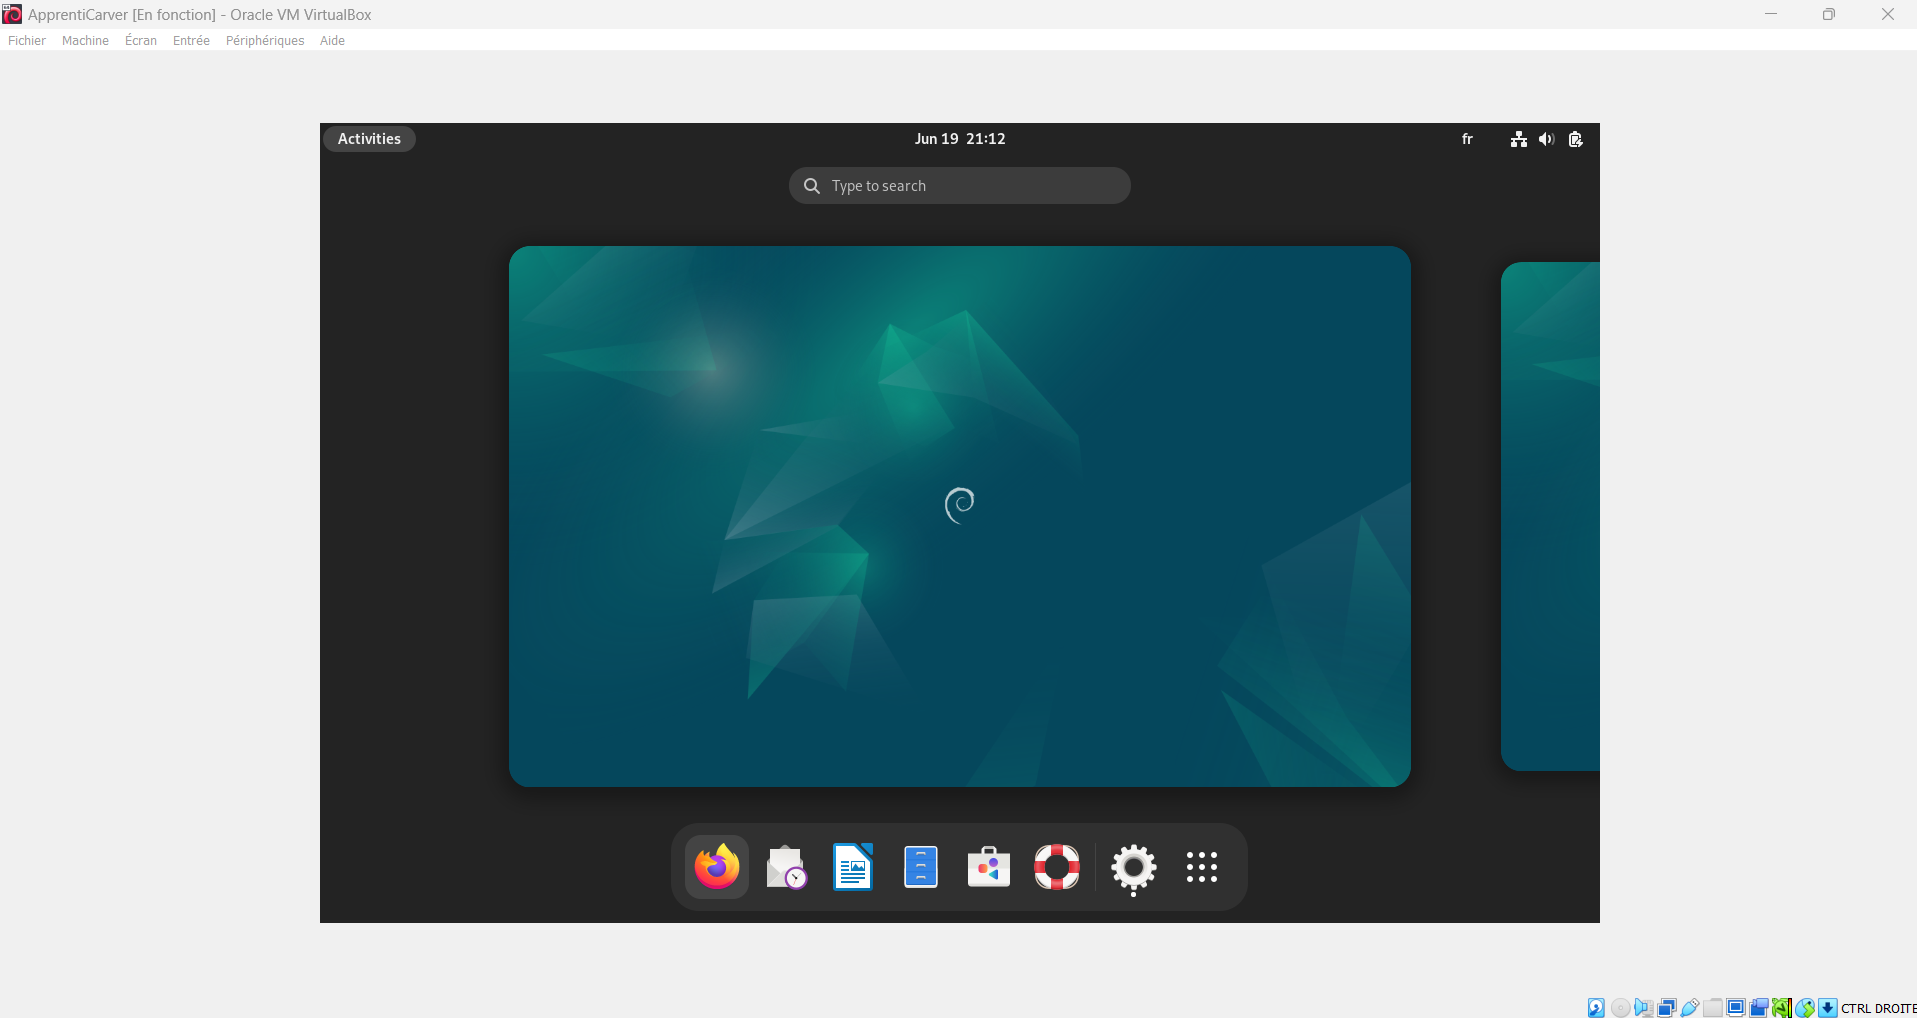 ApprentiCarver [En fonction] - Oracle VM VirtualBox
Fichier Machine Écran Entrée Périphériques Aide
Activities Jun 19 21:12 fr
Type to search
CTRL DROITE